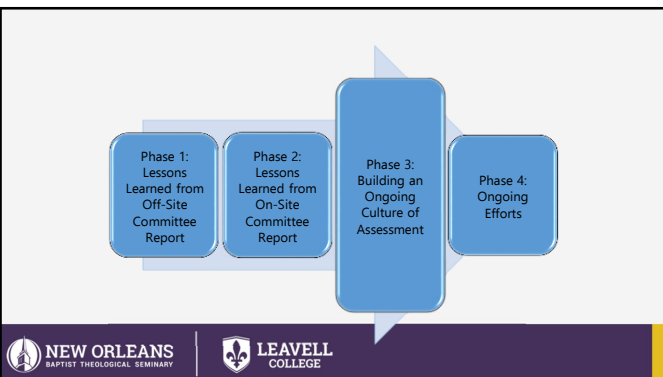 Phase 1:
Lessons
Learned from
Off-Site
Committee
Report
Phase 2:
Lessons
Learned from
On-Site
Committee
Report
Phase 3:
Building an
Ongoing
Culture of
Assessment
Phase 4:
Ongoing
Efforts
NEW ORLEANS
BAPTIST THEOLOGICAL SEMINARY
LEAVELL
COLLEGE